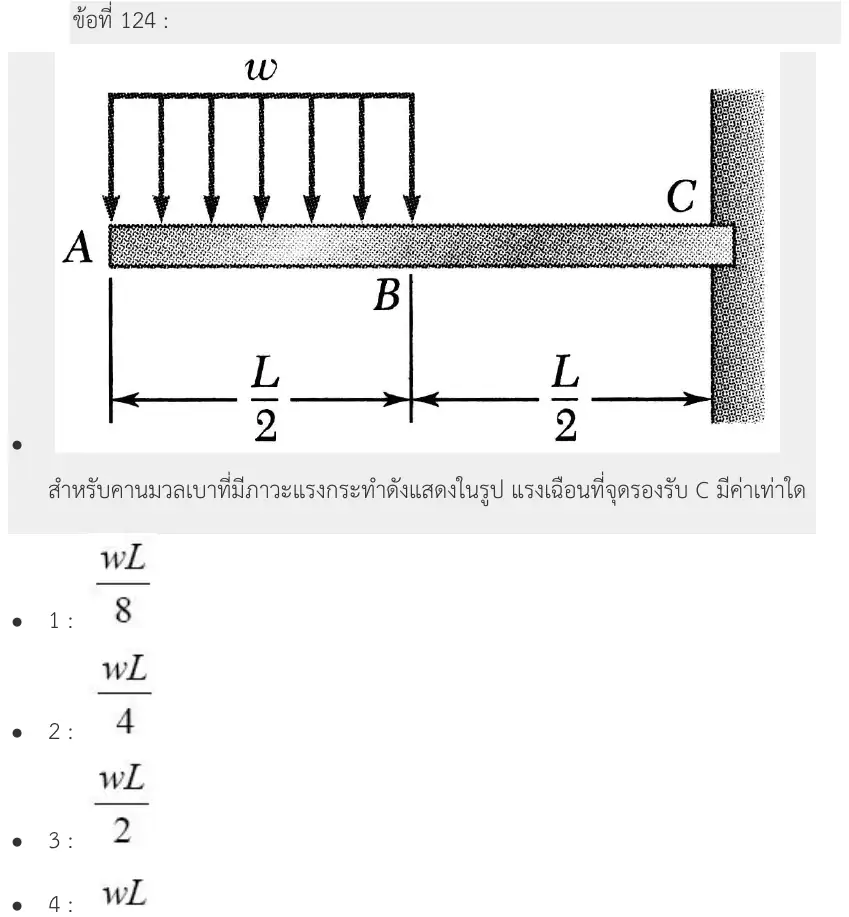 ข้อที่ 124 :
w
C
A
B
L/2 L/2
สำหรับคานมวลเบาที่มีภาวะแรงกระทำดังแสดงในรูป แรงเฉือนที่จุดรองรับ C มีค่าเท่าใด
1 : wL/8
2 : wL/4
3 : wL/2
4 : wL